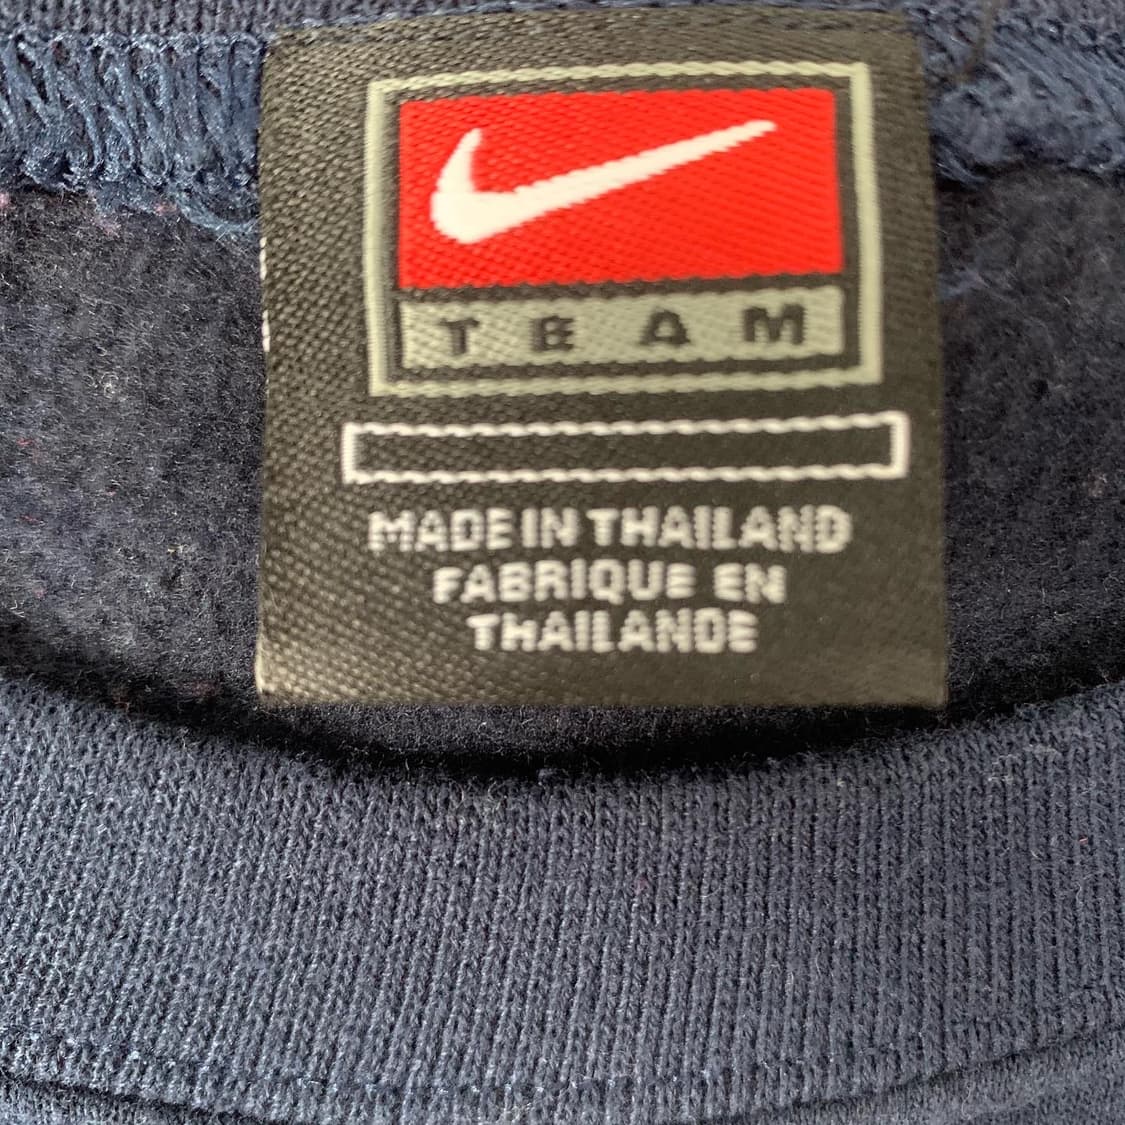 TEAM
MADE IN THAILAND
FABRIQUE EN
THAILANDE